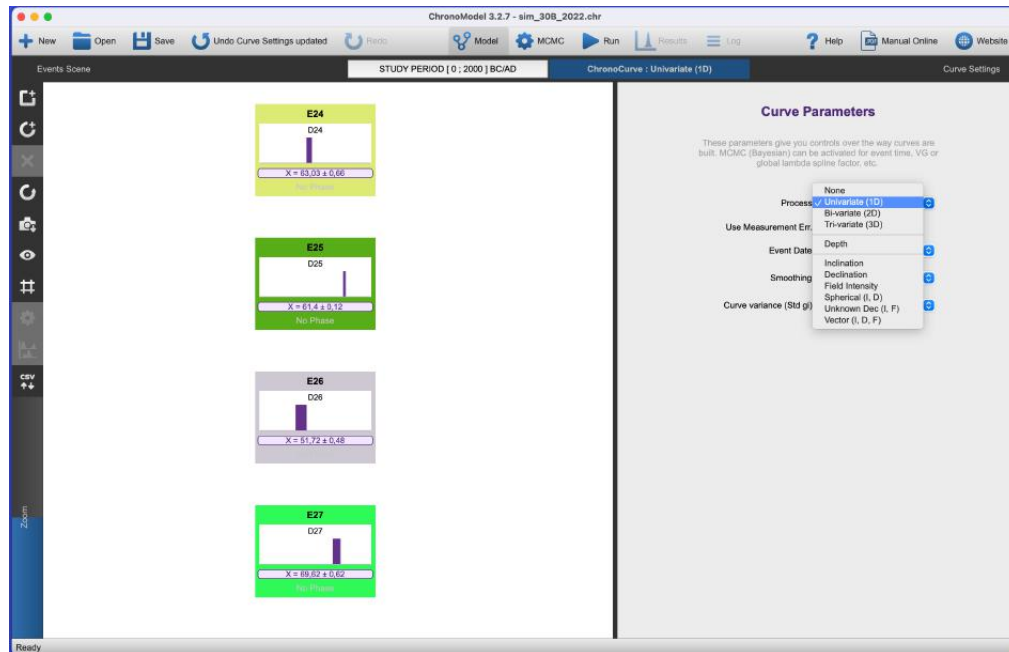 ChronoModel 3.2.7 - sim_30B_2022.chr
New Open Save Undo Curve Settings updated Redo Model MCMC Run Results Log Help Manual Online Website
Events Scene STUDY PERIOD [ 0 ; 2000 ] BC/AD ChronoCurve : Univariate (1D) Curve Settings
E24
D24
X = 63,03 ± 0,66
No Phase
E25
D25
X = 61,4 ± 0,12
No Phase
E26
D26
X = 51,72 ± 0,48
E27
D27
X = 69,62 ± 0,62
No Phase
CSV
Zoom
Curve Parameters
These parameters give you controls over the way curves are
built. MCMC (Bayesian) can be activated for event time, VG or
global lambda spline factor, etc.
Process
Use Measurement Err.
Event Date
Smoothing
Curve variance (Std gi)
None
✓ Univariate (1D)
Bi-variate (2D)
Tri-variate (3D)
Depth
Inclination
Declination
Field Intensity
Spherical (I, D)
Unknown Dec (I, F)
Vector (I, D, F)
Ready